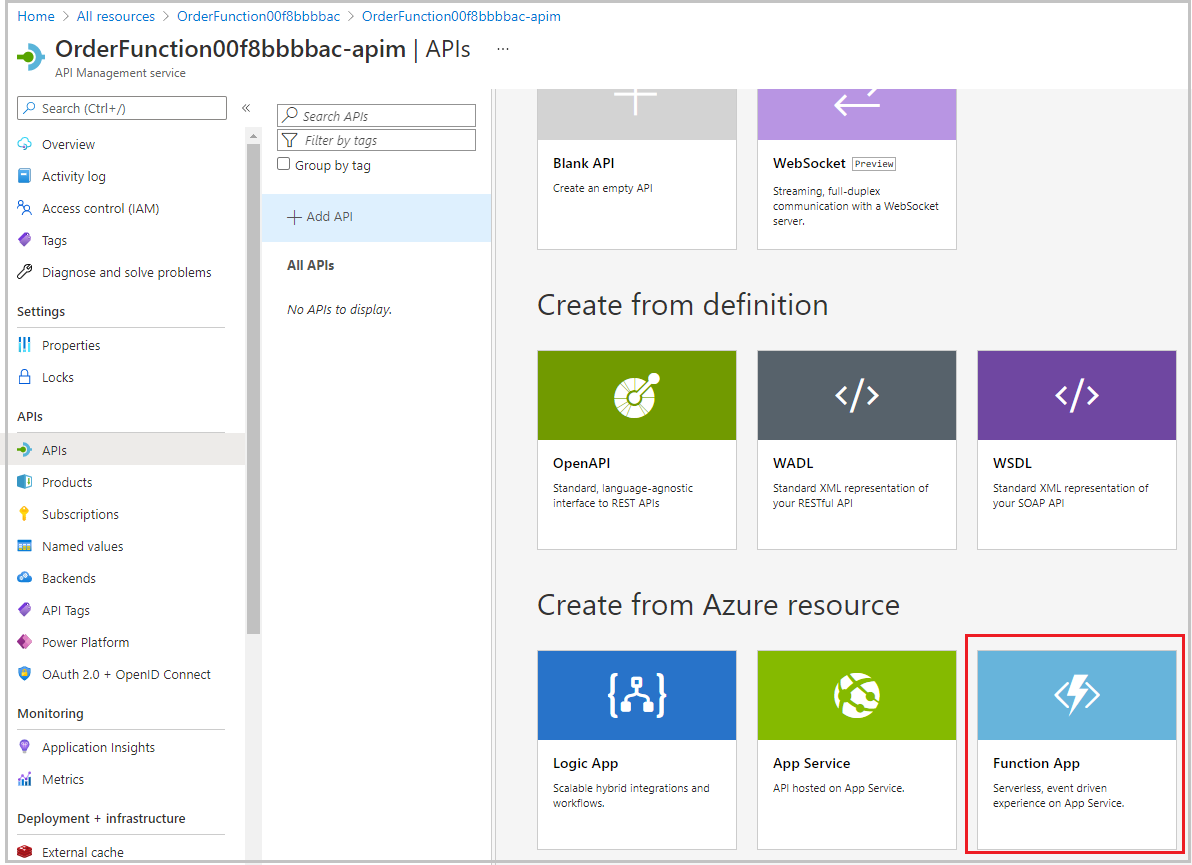 Home > All resources > OrderFunction00f8bbbbac > OrderFunction00f8bbbbac-apim
OrderFunction00f8bbbbac-apim | APIs ...
API Management service
Search (Ctrl+/)
«
Overview
Activity log
Access control (IAM)
Tags
Diagnose and solve problems
Settings
Properties
Locks
APIs
APIs
Products
Subscriptions
Named values
Backends
API Tags
Power Platform
OAuth 2.0 + OpenID Connect
Monitoring
Application Insights
Metrics
Deployment + infrastructure
External cache
Search APIs
Filter by tags
Group by tag
+ Add API
All APIs
No APIs to display.
Blank API
Create an empty API
WebSocket Preview
Streaming, full-duplex
communication with a WebSocket
server.
Create from definition
OpenAPI
Standard, language-agnostic
interface to REST APIs
WADL
Standard XML representation of
your RESTful API
WSDL
Standard XML representation of
your SOAP API
Create from Azure resource
Logic App
Scalable hybrid integrations and
workflows.
App Service
API hosted on App Service.
Function App
Serverless, event driven
experience on App Service.